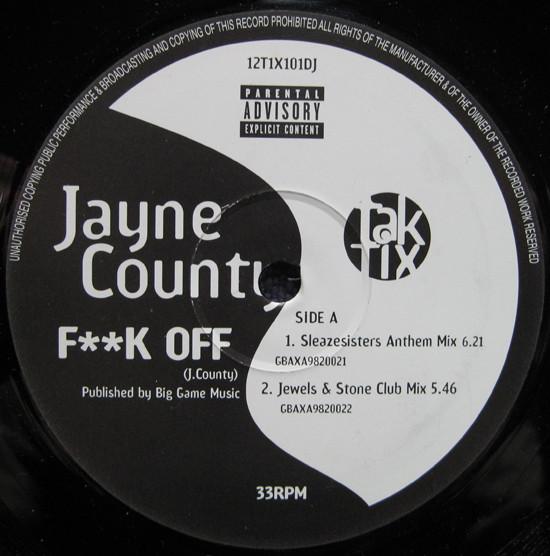 UNAUTHORISED COPYING PUBLIC PERFORMANCE & BROADCASTING AND COPYING OF THIS RECORD PROHIBITED ALL RIGHTS OF THE MANUFACTURER & OF THE OWNER OF THE RECORDED WORK RESERVED
12T1X101DJ
PARENTAL
ADVISORY
EXPLICIT CONTENT
Jayne
County
tak
tix
F**K OFF
(J.County)
Published by Big Game Music
SIDE A
1. Sleazesisters Anthem Mix 6.21
GBAXA9820021
2. Jewels & Stone Club Mix 5.46
GBAXA9820022
33RPM